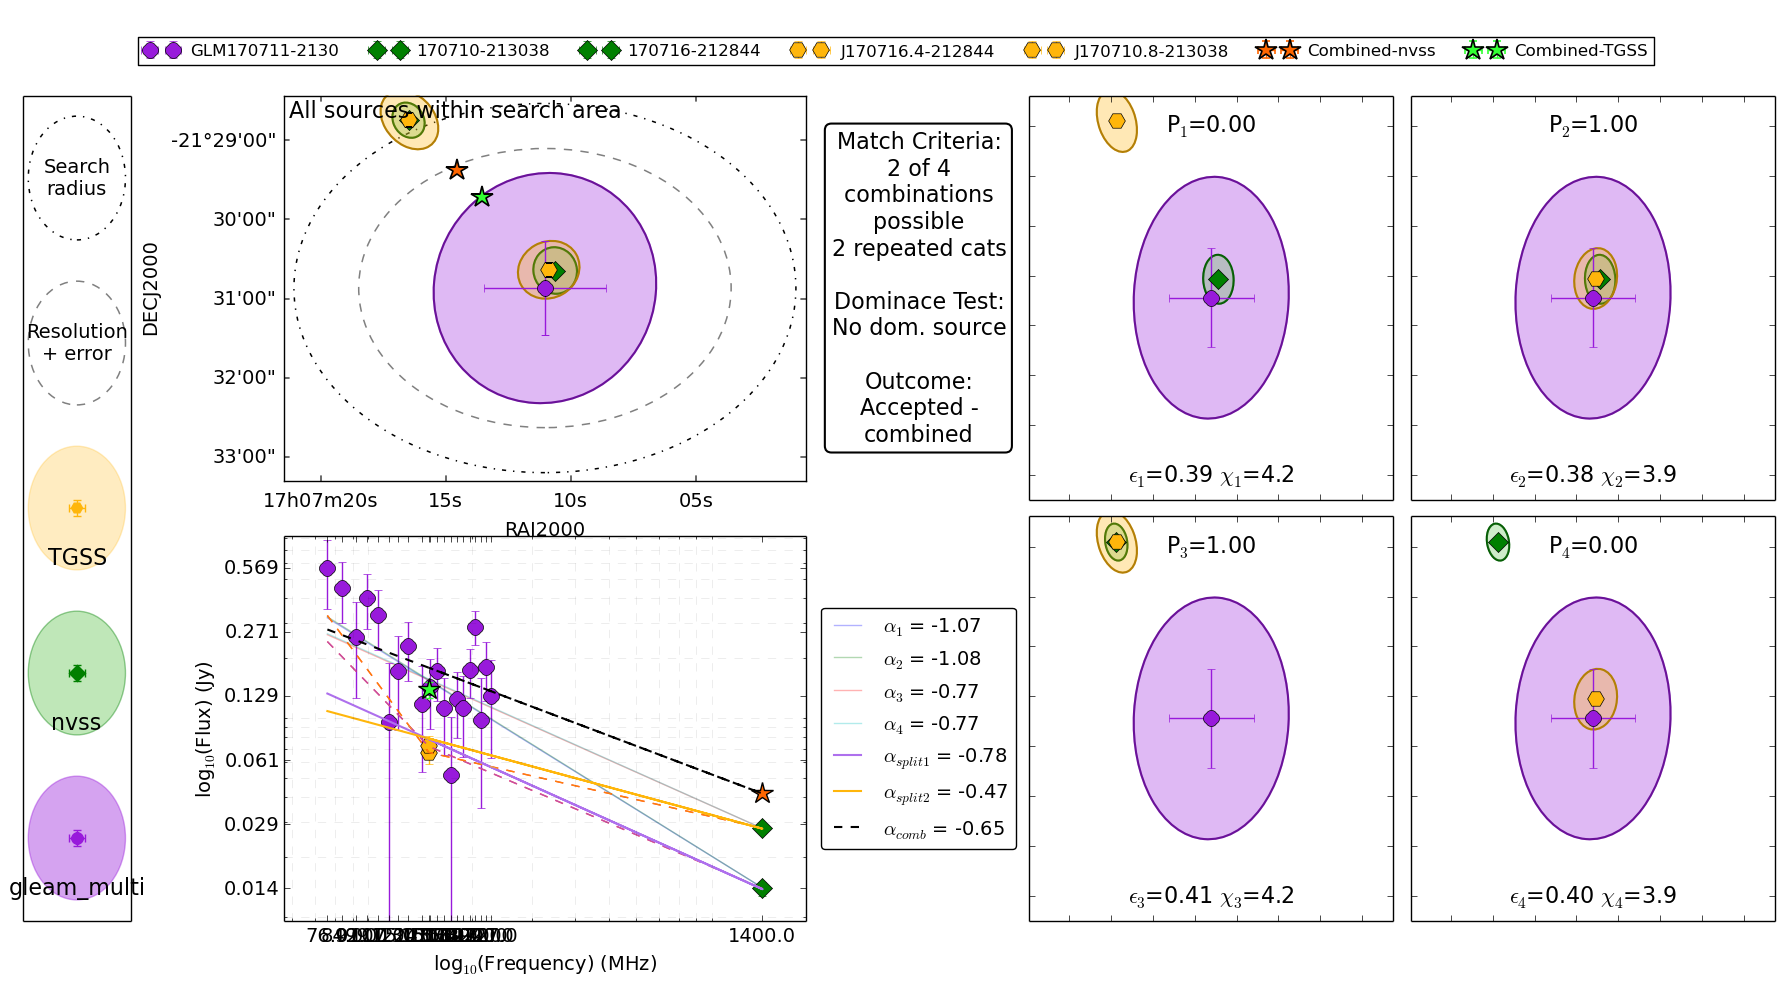 GLM170711-2130 170710-213038 170716-212844 J170716.4-212844 J170710.8-213038 Combined-nvss Combined-TGSS
Search
radius
Resolution
+ error
TGSS
nvss
gleam_multi
All sources within search area
-21°29'00"
30'00"
31'00"
32'00"
33'00"
DECJ2000
17h07m20s 15s 10s 05s
RAJ2000
Match Criteria:
2 of 4
combinations
possible
2 repeated cats
Dominace Test:
No dom. source
Outcome:
Accepted -
combined
P1=0.00
ϵ1=0.39 χ1=4.2
P2=1.00
ϵ2=0.38 χ2=3.9
P3=1.00
ϵ3=0.41 χ3=4.2
P4=0.00
ϵ4=0.40 χ4=3.9
0.569
0.271
0.129
0.061
0.029
0.014
log10(Flux) (Jy)
1400.0
log10(Frequency) (MHz)
α1 = -1.07
α2 = -1.08
α3 = -0.77
α4 = -0.77
αsplit1 = -0.78
αsplit2 = -0.47
αcomb = -0.65